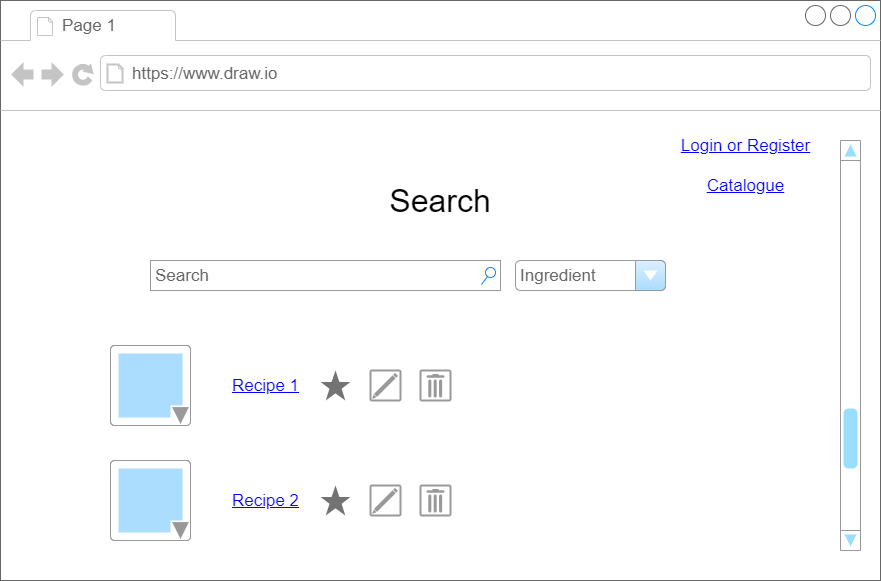 Page 1
https://www.draw.io
Login or Register
Catalogue
Search
Search
Ingredient
Recipe 1
Recipe 2